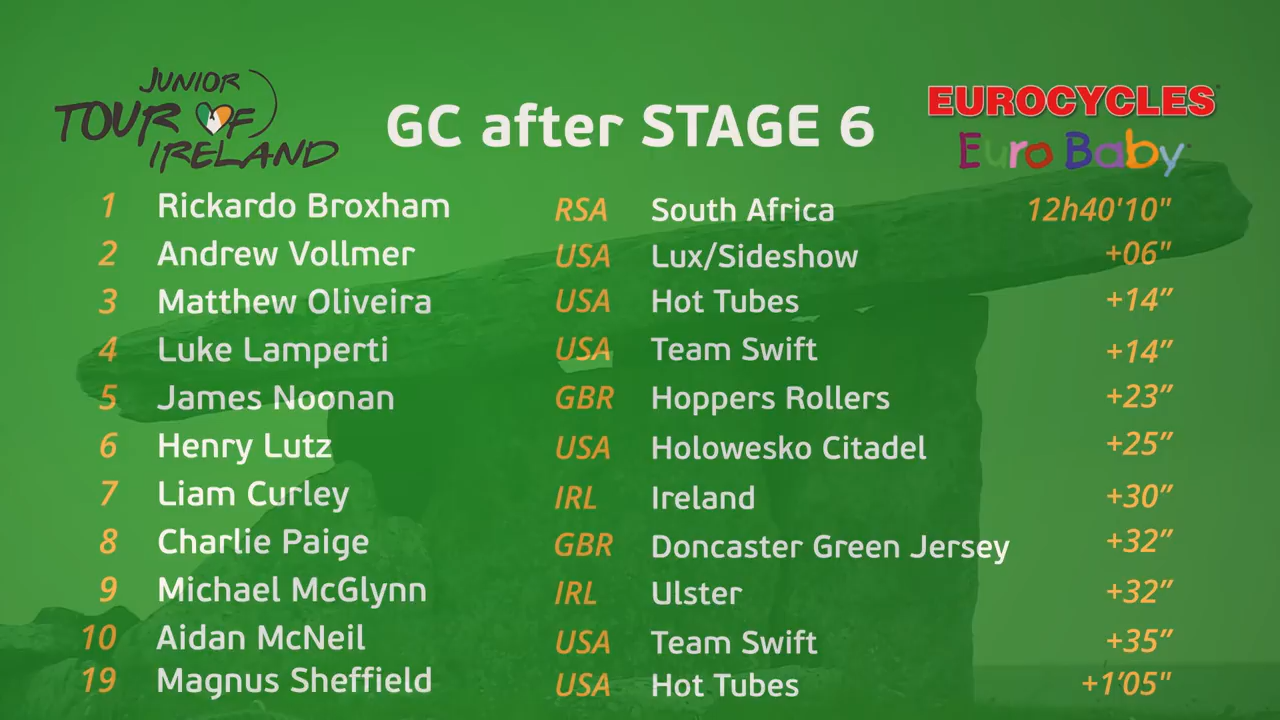 JUNIOR
TOUR OF
IRELAND
GC after STAGE 6
EUROCYCLES
Euro Baby
1 Rickardo Broxham RSA South Africa 12h40'10"
2 Andrew Vollmer USA Lux/Sideshow +06"
3 Matthew Oliveira USA Hot Tubes +14”
4 Luke Lamperti USA Team Swift +14”
5 James Noonan GBR Hoppers Rollers +23”
6 Henry Lutz USA Holowesko Citadel +25”
7 Liam Curley IRL Ireland +30”
8 Charlie Paige GBR Doncaster Green Jersey +32”
9 Michael McGlynn IRL Ulster +32”
10 Aidan McNeil USA Team Swift +35”
19 Magnus Sheffield USA Hot Tubes +1’05"